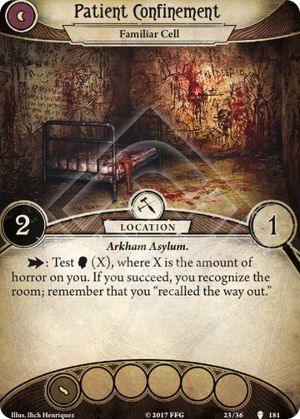 Patient Confinement
Familiar Cell
2
LOCATION
1
Arkham Asylum.
: Test (X), where X is the amount of
horror on you. If you succeed, you recognize the
room; remember that you “recalled the way out.”
Illus. Ilich Henriquez
© 2017 FFG
23/36
181